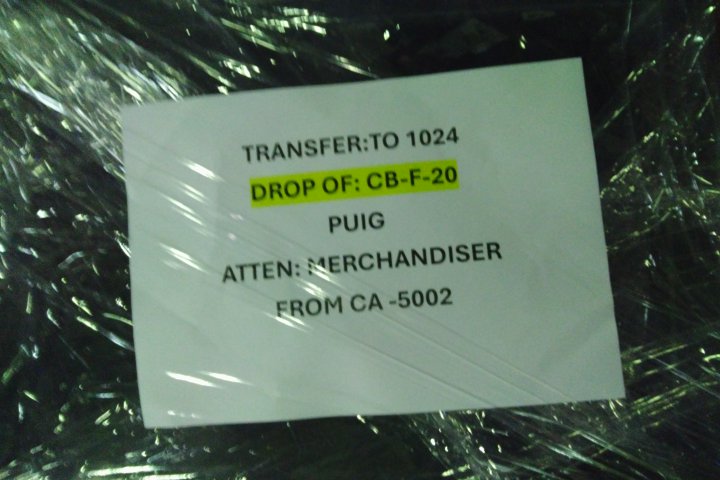 TRANSFER:TO 1024
DROP OF: CB-F-20
PUIG
ATTEN: MERCHANDISER
FROM CA -5002